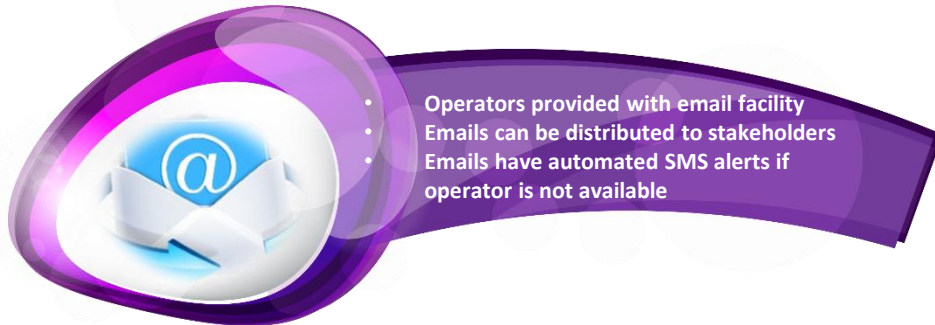 • Operators provided with email facility
• Emails can be distributed to stakeholders
• Emails have automated SMS alerts if
operator is not available
@